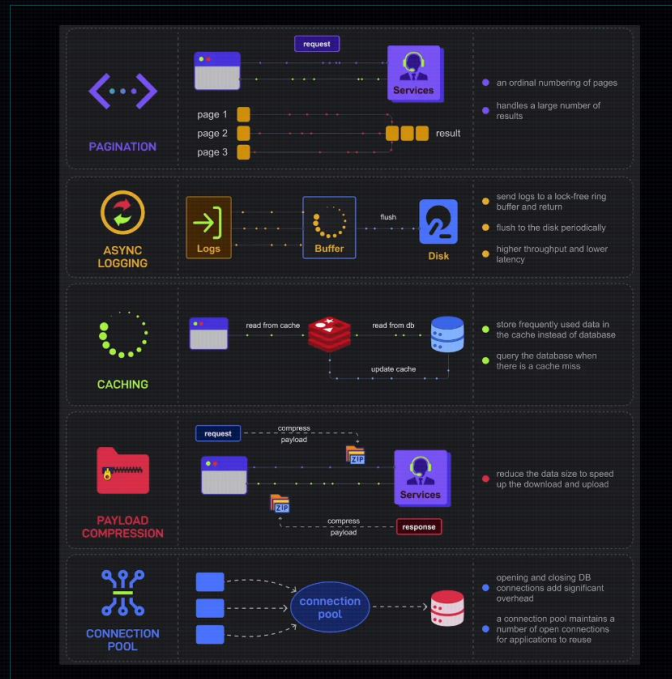 request
Services
page 1
page 2
page 3
result
PAGINATION
an ordinal numbering of pages
handles a large number of
results
ASYNC
LOGGING
Logs
Buffer
flush
Disk
send logs to a lock-free ring
buffer and return
flush to the disk periodically
higher throughput and lower
latency
CACHING
read from cache
read from db
update cache
store frequently used data in
the cache instead of database
query the database when
there is a cache miss
PAYLOAD
COMPRESSION
request
compress
payload
ZIP
Services
ZIP
compress
payload
response
reduce the data size to speed
up the download and upload
CONNECTION
POOL
connection
pool
opening and closing DB
connections add significant
overhead
a connection pool maintains a
number of open connections
for applications to reuse